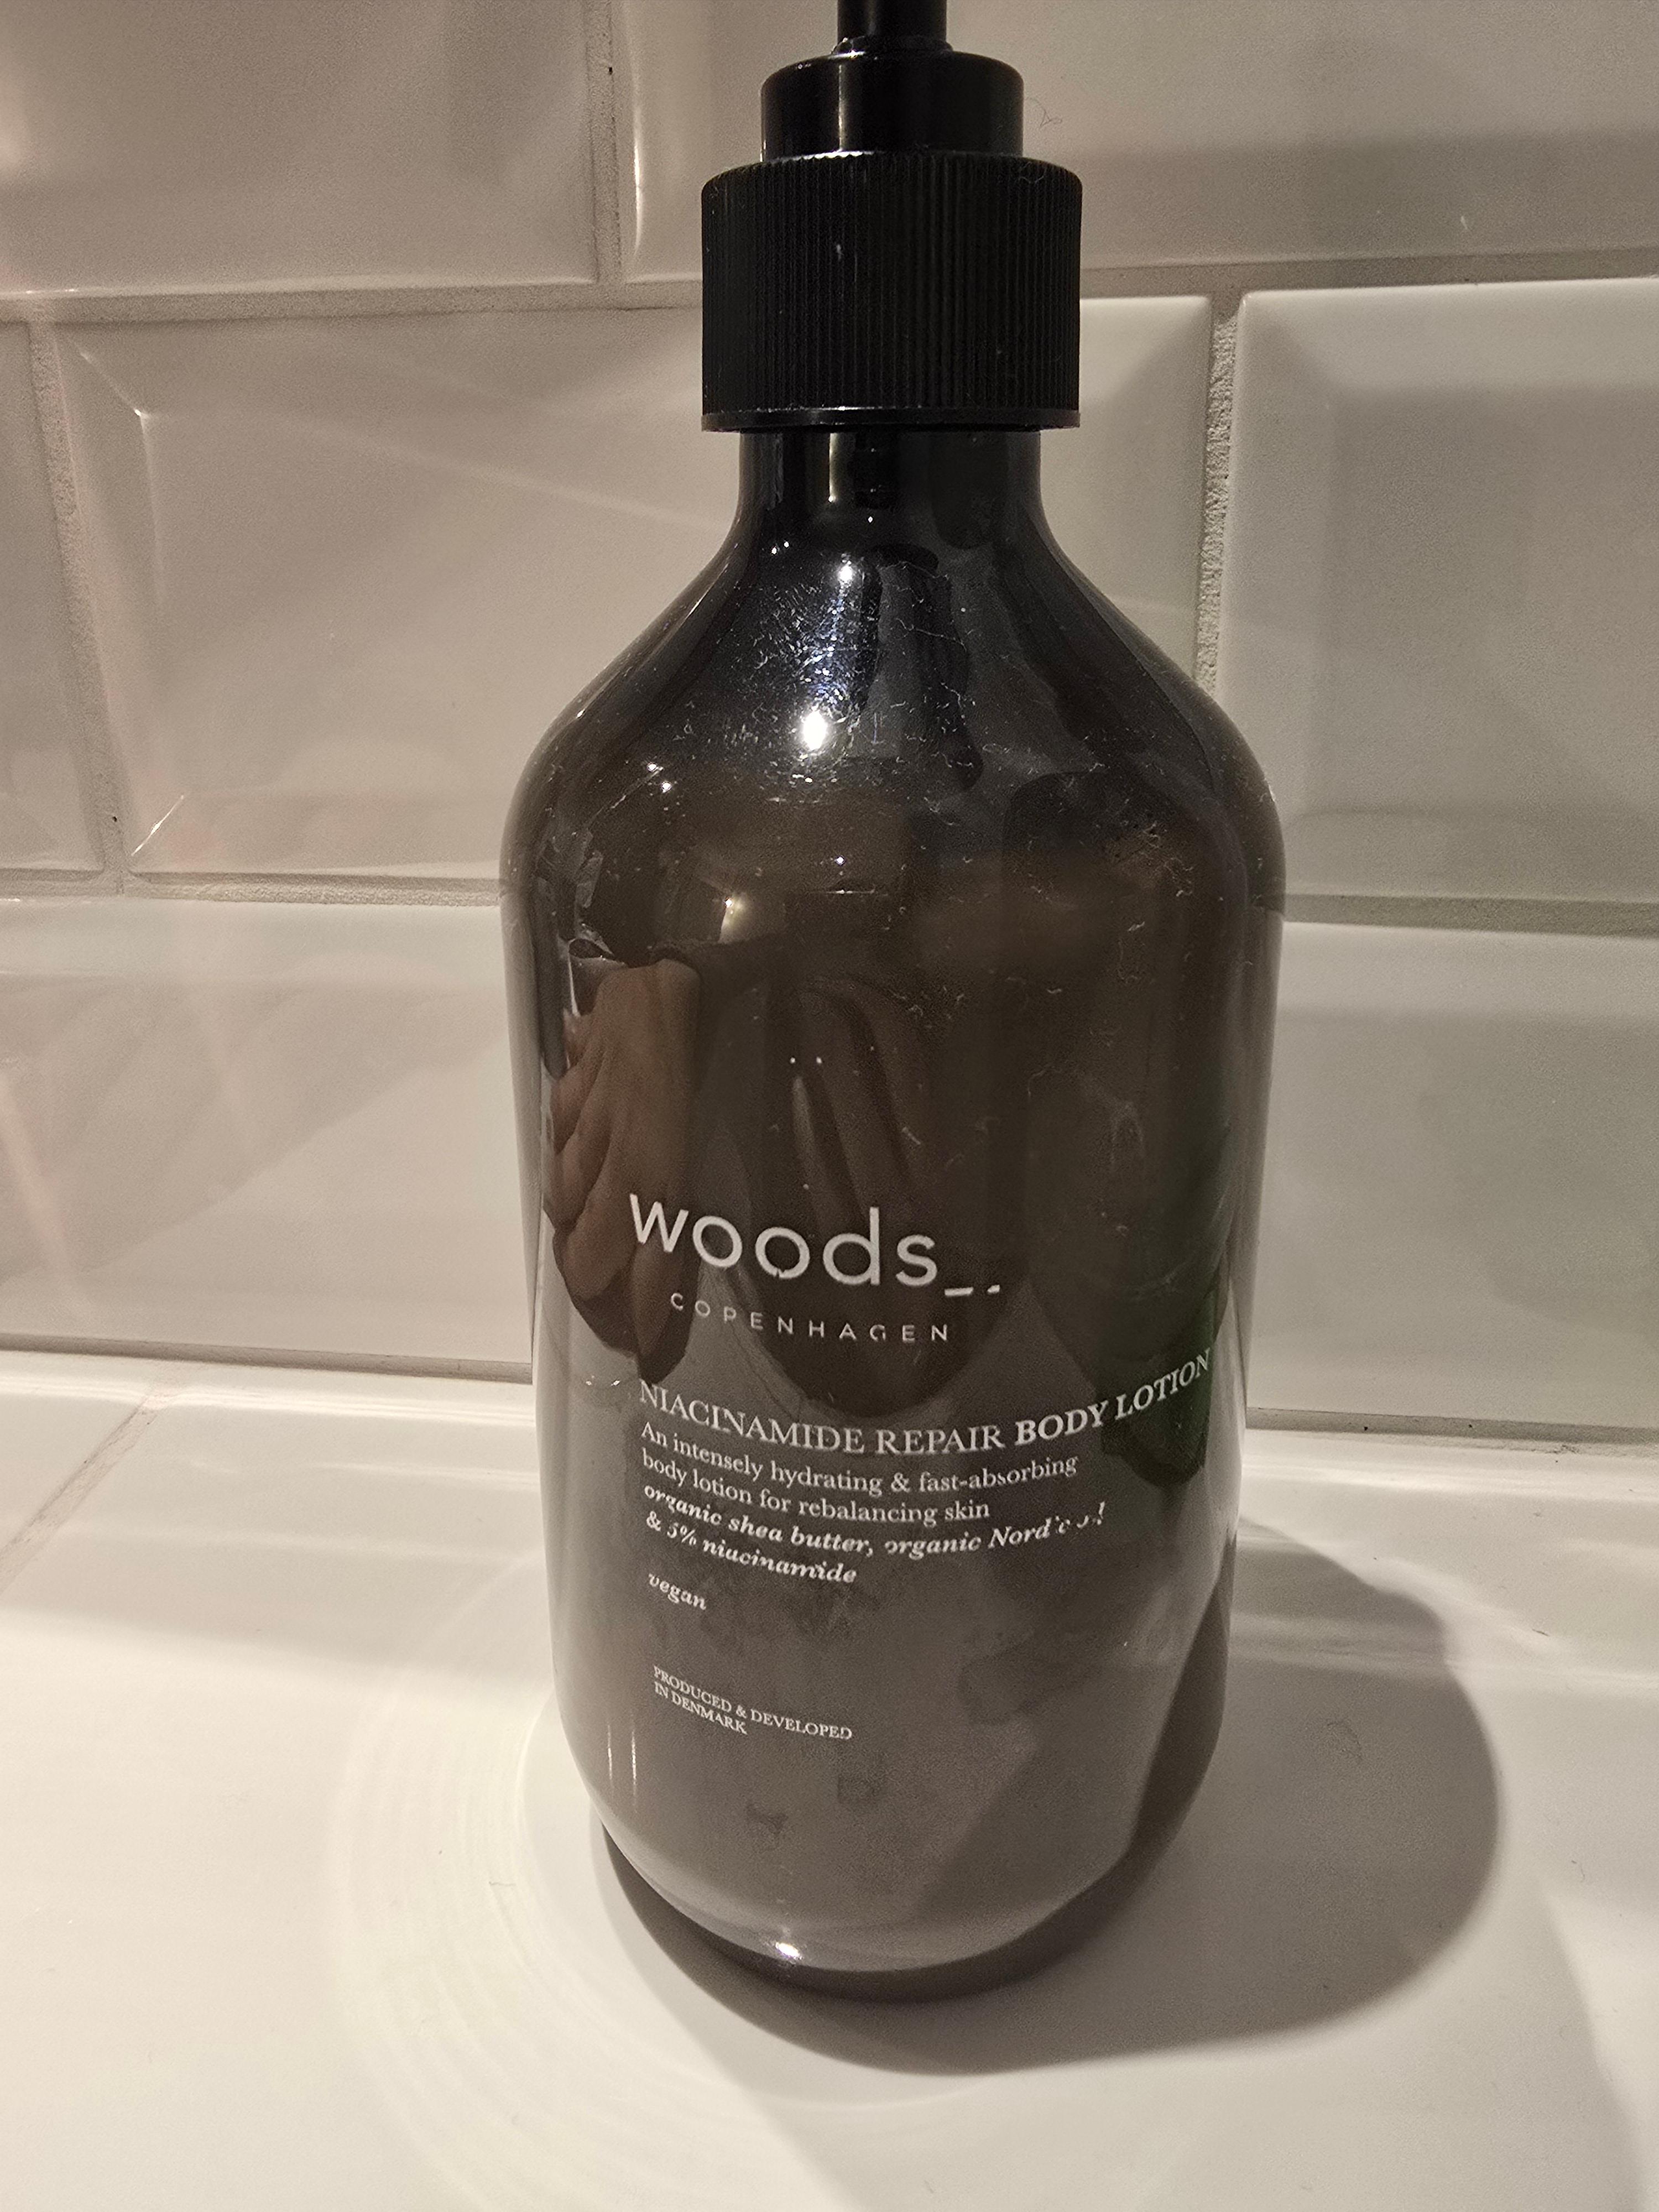 woods_
COPENHAGEN
NIACINAMIDE REPAIR BODY LOTION
An intensely hydrating & fast-absorbing
body lotion for rebalancing skin
organic shea butter, organic
& 5% niacinamide
vegan
PRODUCED & DEVELOPED
IN DENMARK